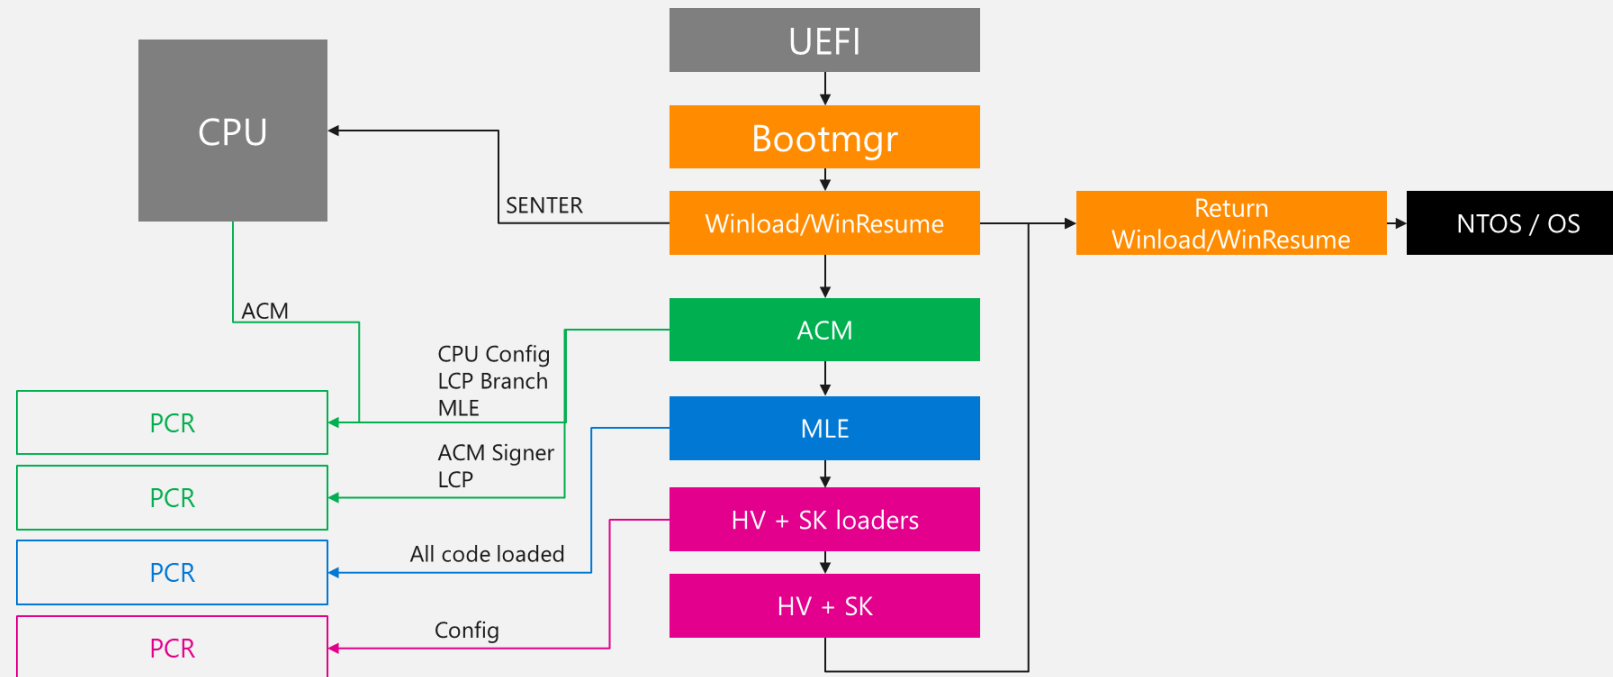 UEFI
CPU
Bootmgr
SENTER
Winload/WinResume
Return
Winload/WinResume
NTOS / OS
ACM
ACM
CPU Config
LCP Branch
MLE
PCR
MLE
ACM Signer
LCP
PCR
HV + SK loaders
All code loaded
PCR
HV + SK
Config
PCR